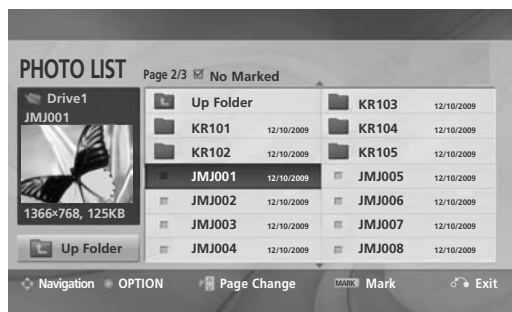 PHOTO LIST Page 2/3 No Marked
Drive1
JMJ001
1366×768, 125KB
Up Folder
Up Folder
KR101 12/10/2009
KR102 12/10/2009
JMJ001 12/10/2009
JMJ002 12/10/2009
JMJ003 12/10/2009
JMJ004 12/10/2009
KR103 12/10/2009
KR104 12/10/2009
KR105 12/10/2009
JMJ005 12/10/2009
JMJ006 12/10/2009
JMJ007 12/10/2009
JMJ008 12/10/2009
Navigation OPTION Page Change MARK Mark Exit